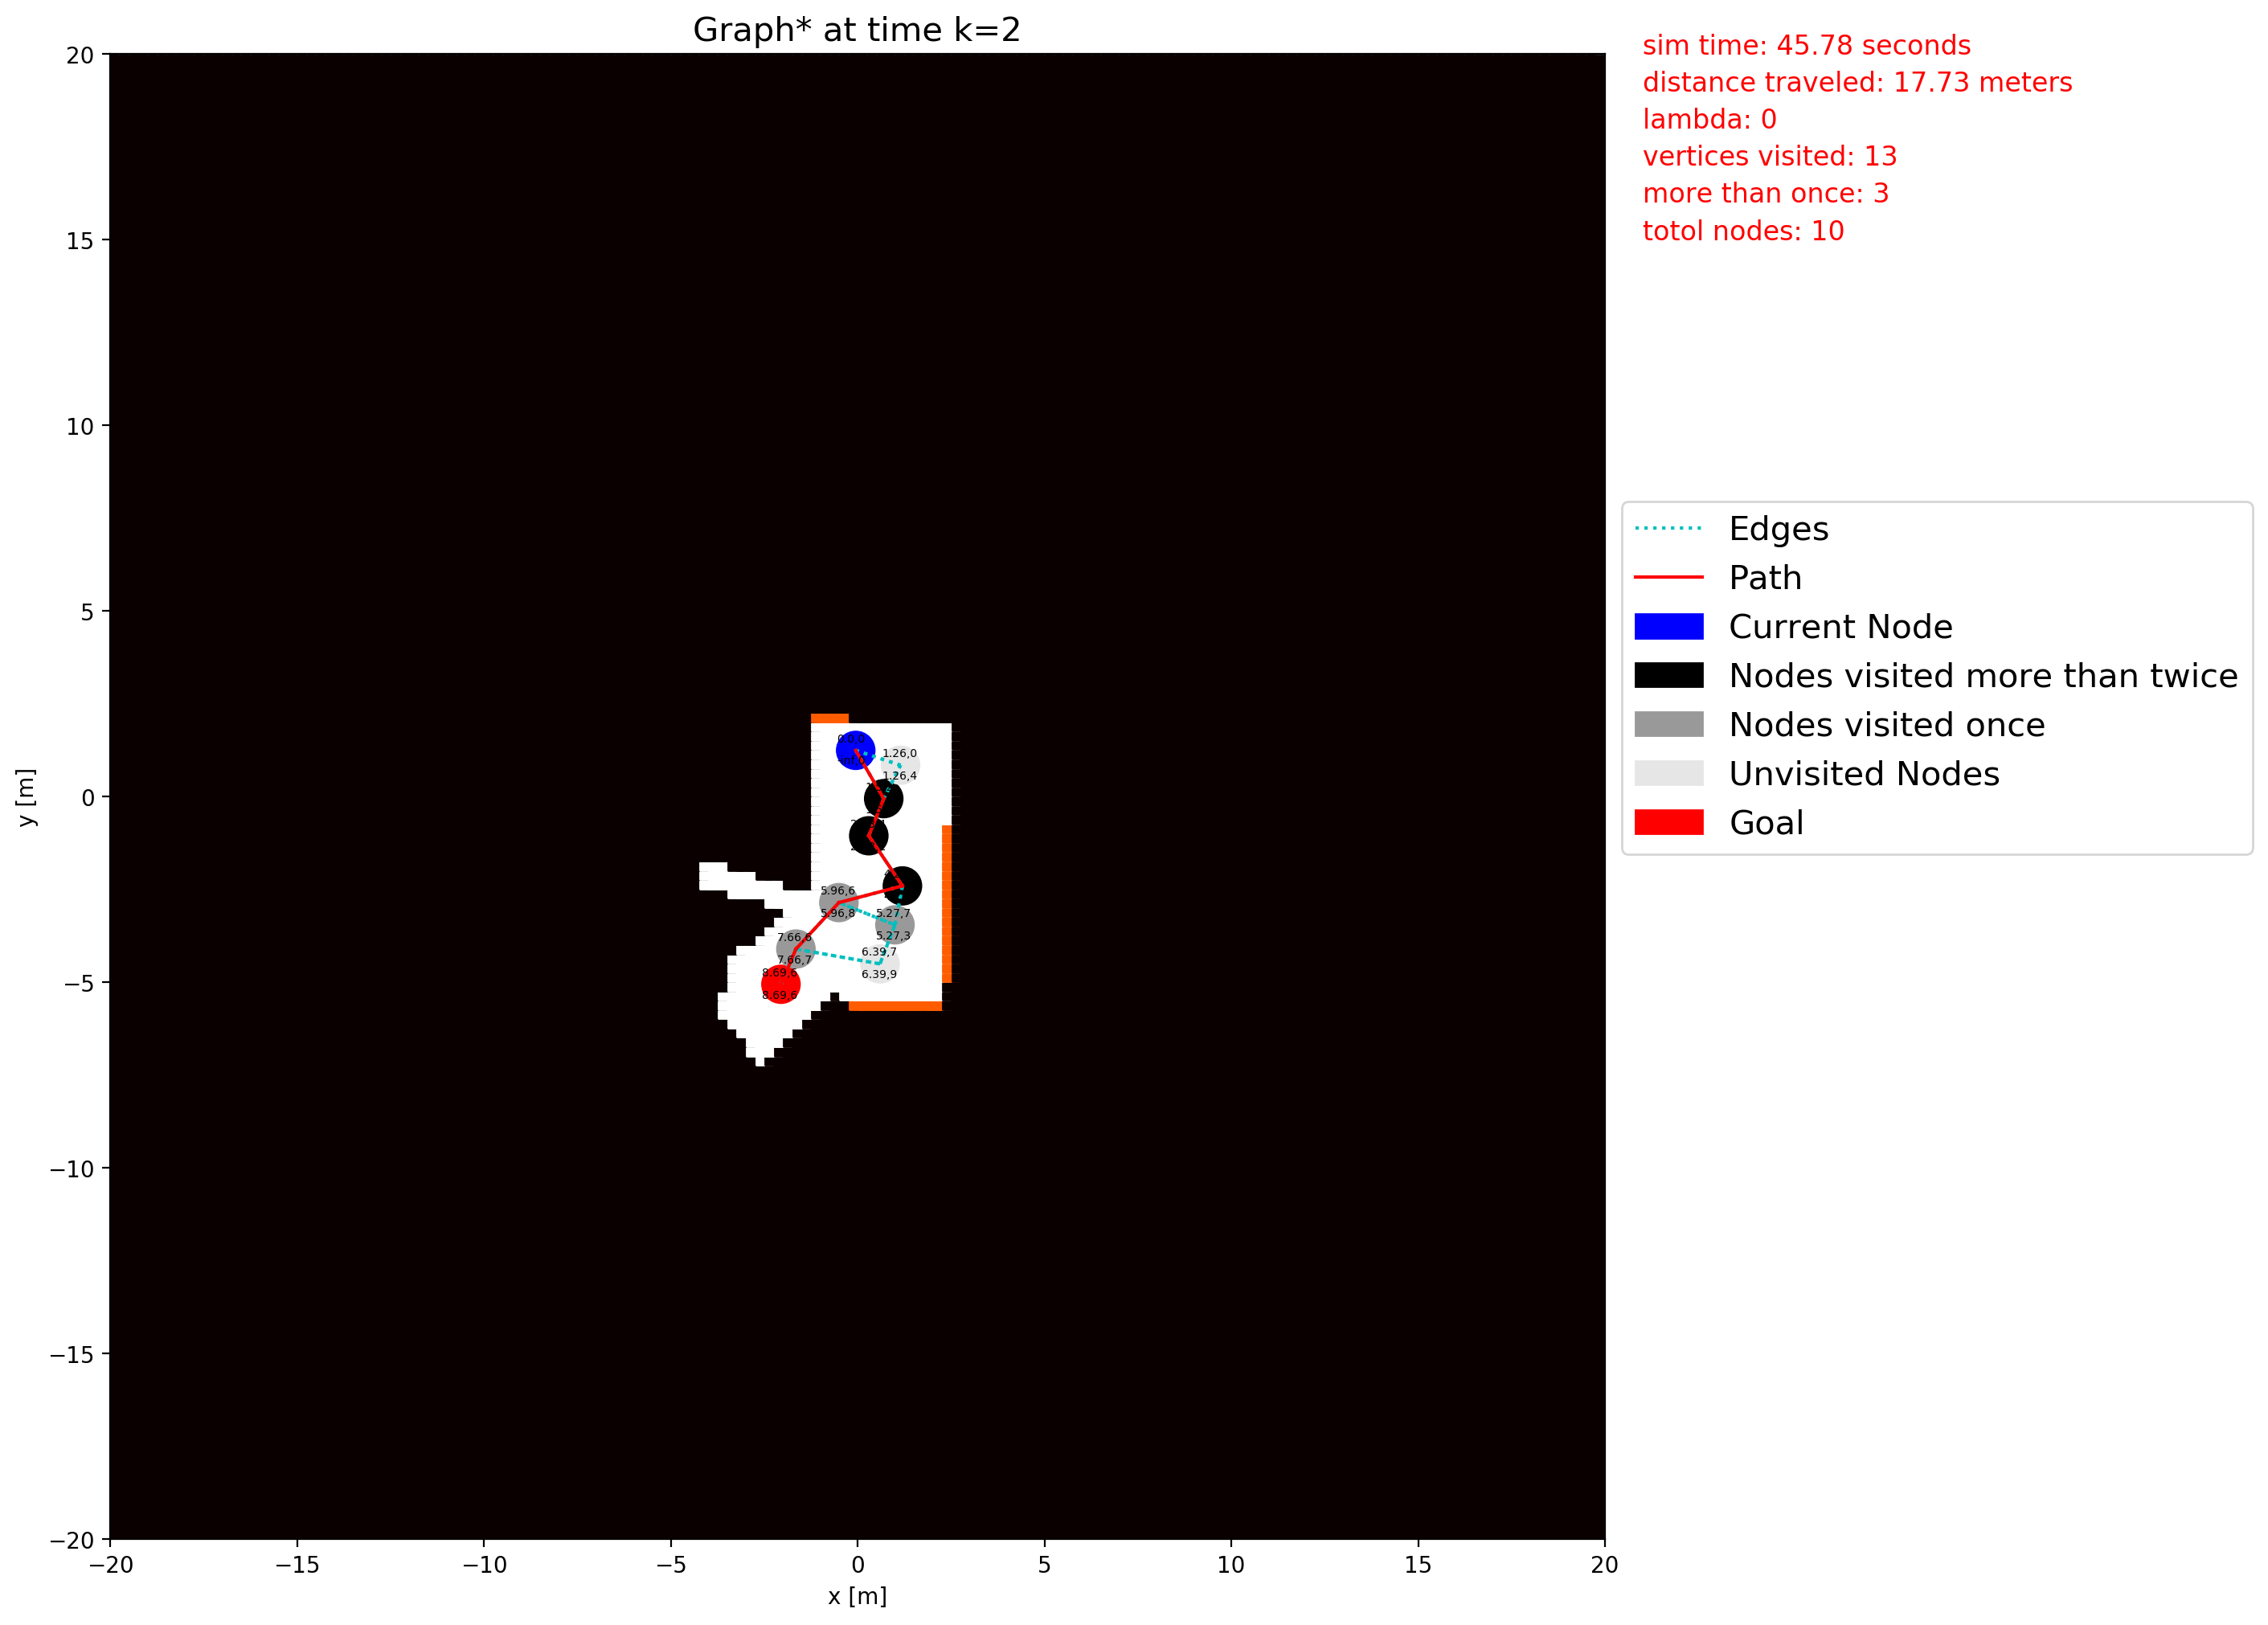 Graph* at time k=2
sim time: 45.78 seconds
distance traveled: 17.73 meters
lambda: 0
vertices visited: 13
more than once: 3
totol nodes: 10
20
15
10
5
0
−5
−10
−15
−20
y [m]
1.26,0
1.26,4
5.96,6
5.96,8
5.27,7
5.27,3
7.66,6
7.66,7
6.39,7
6.39,9
8.69,6
8.69,6
−20
−15
−10
−5
0
5
10
15
20
x [m]
Edges
Path
Current Node
Nodes visited more than twice
Nodes visited once
Unvisited Nodes
Goal